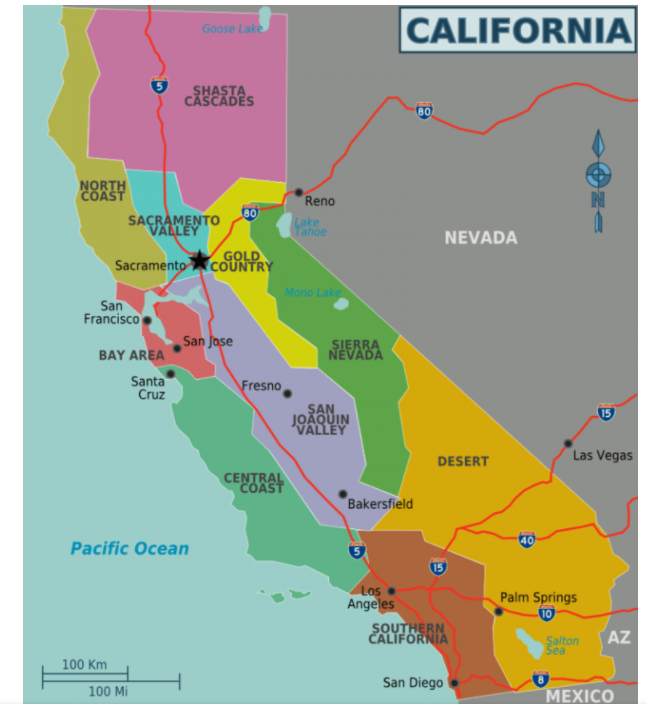 CALIFORNIA
Goose Lake
5
SHASTA
CASCADES
80
NORTH
COAST
Reno
N
80
SACRAMENTO
VALLEY
Lake
Tahoe
NEVADA
Sacramento
GOLD
COUNTRY
Mono Lake
San
Francisco
San Jose
BAY AREA
SIERRA
NEVADA
Santa
Cruz
Fresno
SAN
JOAQUIN
VALLEY
15
Las Vegas
DESERT
CENTRAL
COAST
Bakersfield
Pacific Ocean
5
40
15
Los
Angeles
Palm Springs
10
SOUTHERN
CALIFORNIA
Salton
Sea
AZ
100 Km
100 Mi
San Diego
8
MEXICO